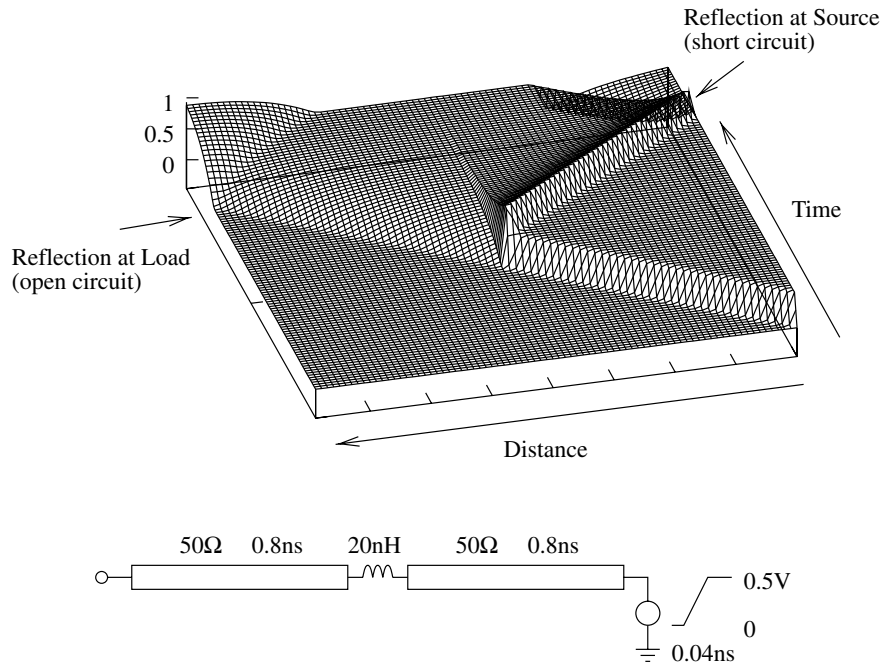 Reflection at Source
(short circuit)
1
0.5
0
Time
Reflection at Load
(open circuit)
Distance
50Ω 0.8ns 20nH 50Ω 0.8ns
0.5V
0
0.04ns